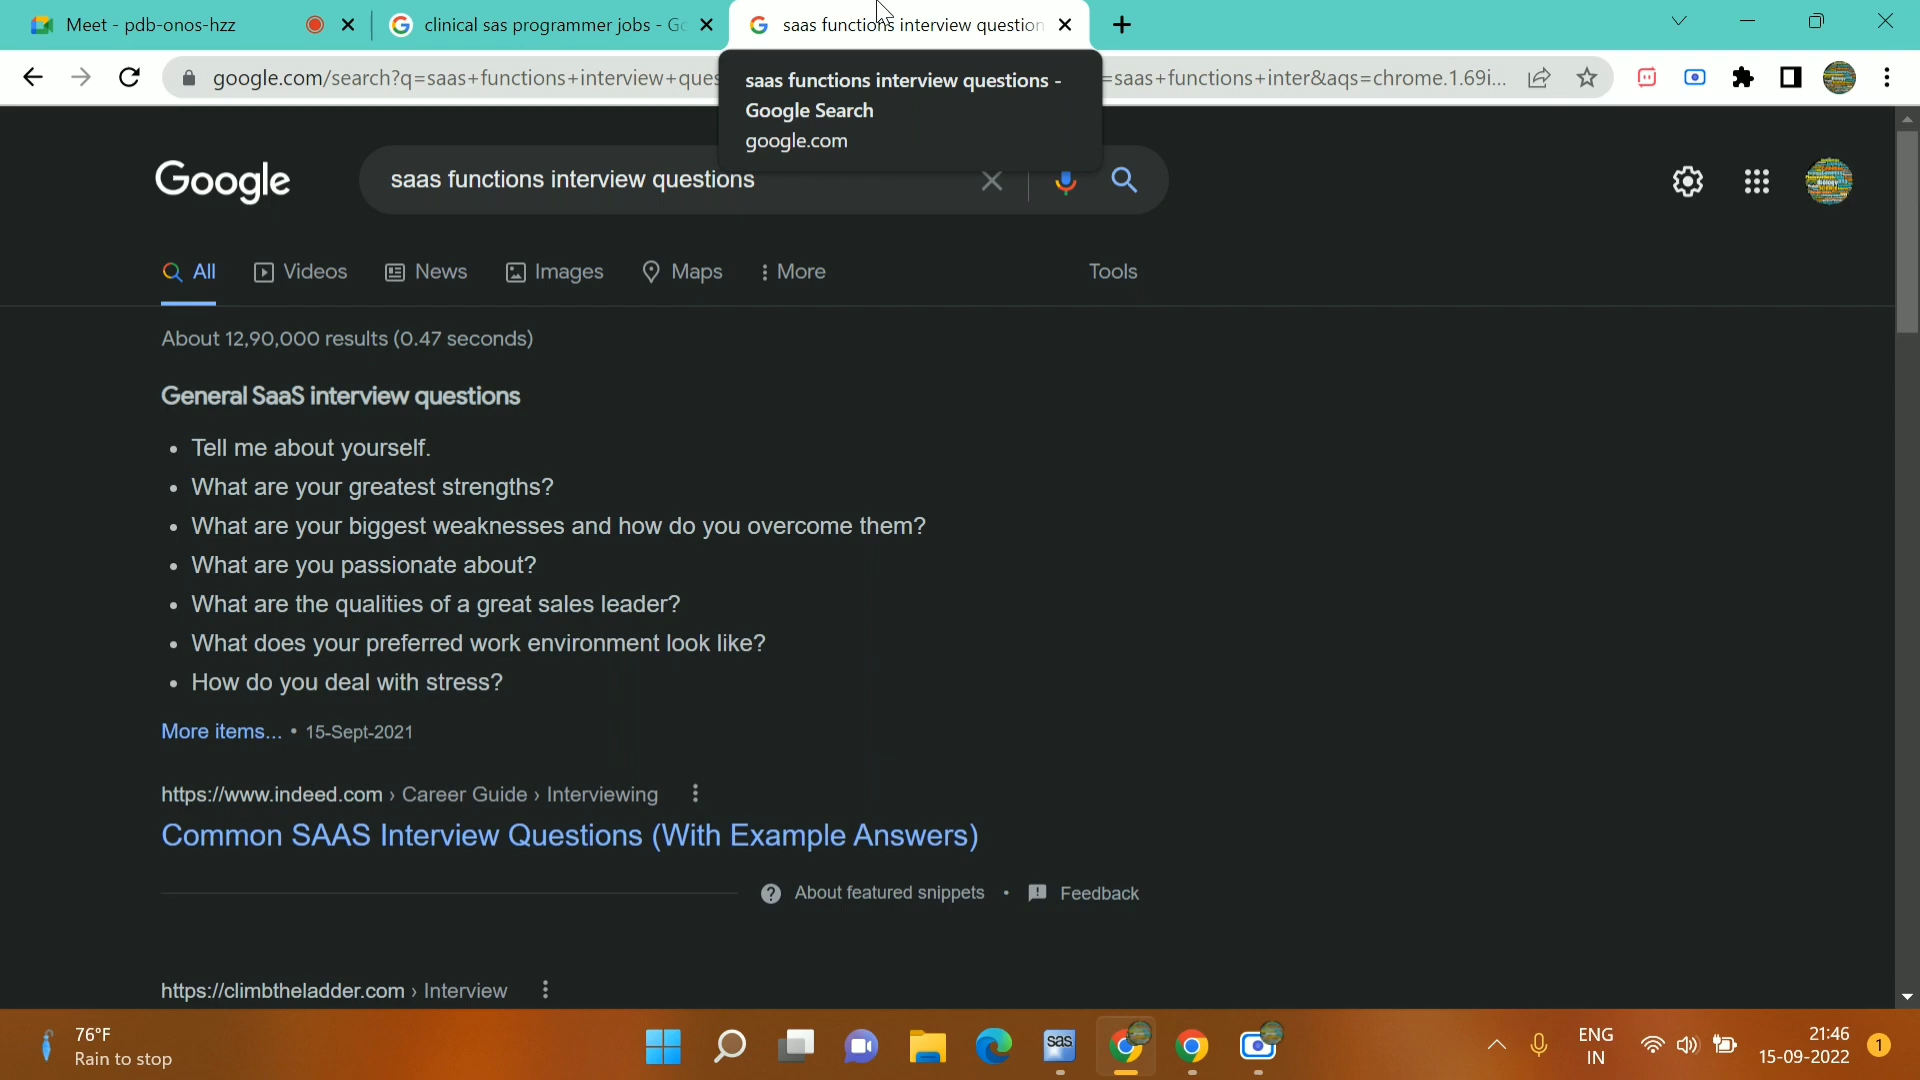 Meet - pdb-onos-hzz
clinical sas programmer jobs - Go
saas functions interview question
google.com/search?q=saas+functions+interview+ques
=saas+functions+inter&aqs=chrome.1.69i...
saas functions interview questions -
Google Search
google.com
Google
saas functions interview questions
All
Videos
News
Images
Maps
More
Tools
About 12,90,000 results (0.47 seconds)
General SaaS interview questions
• Tell me about yourself.
• What are your greatest strengths?
• What are your biggest weaknesses and how do you overcome them?
• What are you passionate about?
• What are the qualities of a great sales leader?
• What does your preferred work environment look like?
• How do you deal with stress?
More items... • 15-Sept-2021
https://www.indeed.com › Career Guide › Interviewing
Common SAAS Interview Questions (With Example Answers)
About featured snippets • Feedback
https://climbtheladder.com › Interview
76°F
Rain to stop
sas
ENG
IN
21:46
15-09-2022
1